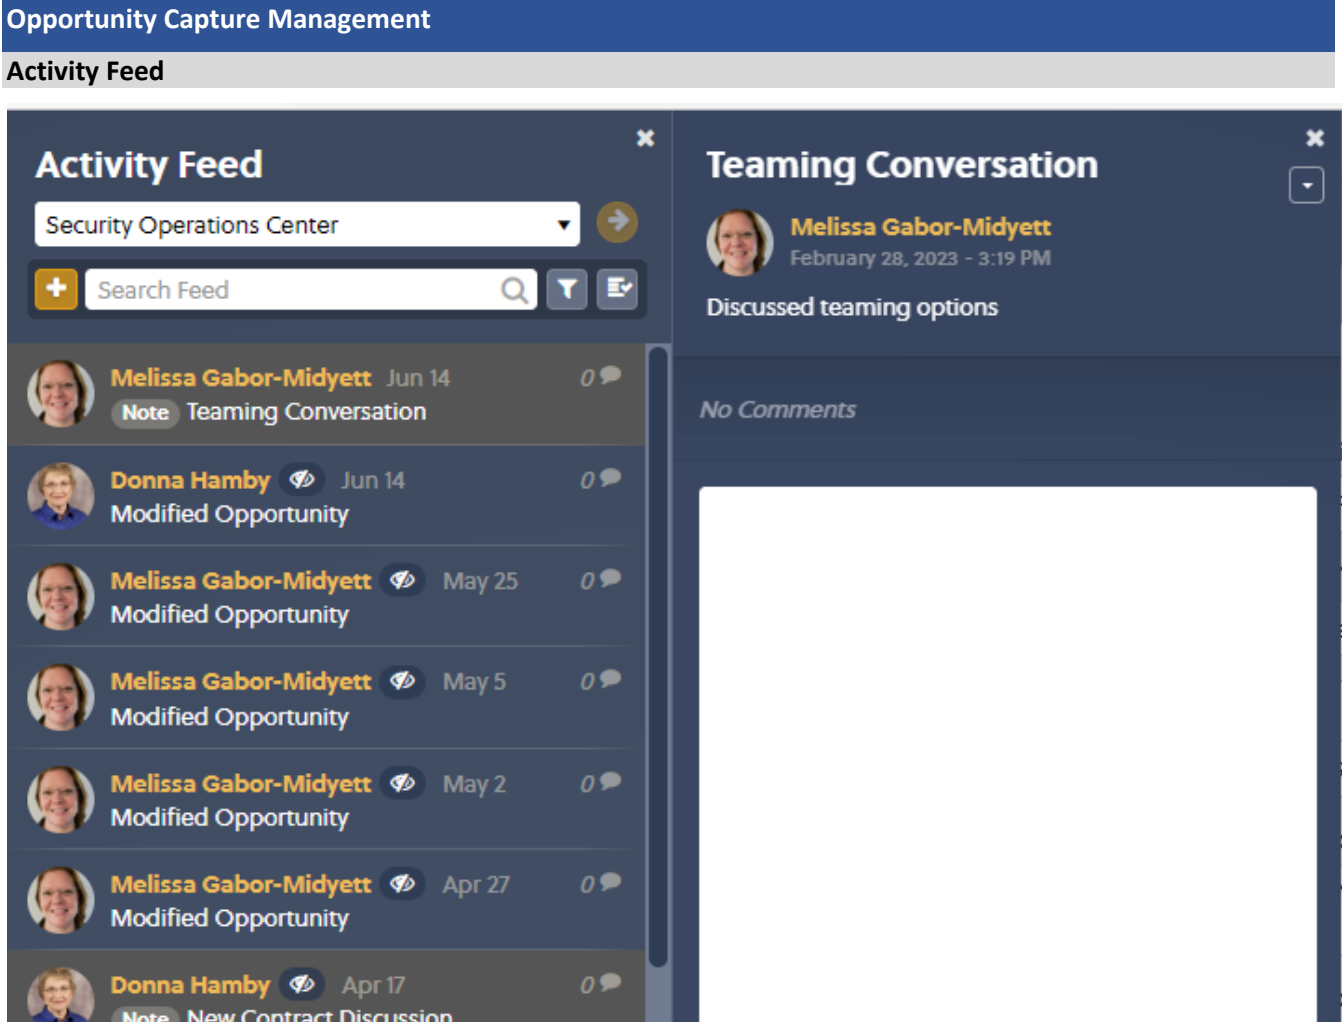 Opportunity Capture Management
Activity Feed
Activity Feed
Security Operations Center
Search Feed
Melissa Gabor-Midyett Jun 14 0
Note Teaming Conversation
Donna Hamby Jun 14 0
Modified Opportunity
Melissa Gabor-Midyett May 25 0
Modified Opportunity
Melissa Gabor-Midyett May 5 0
Modified Opportunity
Melissa Gabor-Midyett May 2 0
Modified Opportunity
Melissa Gabor-Midyett Apr 27 0
Modified Opportunity
Donna Hamby Apr 17 0
Note New Contract Discussion
Teaming Conversation
Melissa Gabor-Midyett
February 28, 2023 - 3:19 PM
Discussed teaming options
No Comments